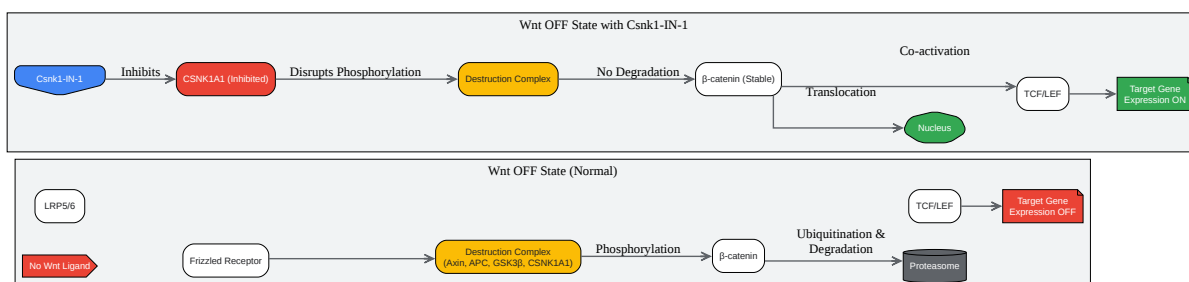 Wnt OFF State with Csnk1-IN-1
Co-activation
Csnk1-IN-1
Inhibits
CSNK1A1 (Inhibited)
Disrupts Phosphorylation
Destruction Complex
No Degradation
β-catenin (Stable)
Translocation
TCF/LEF
Target Gene
Expression ON
Nucleus
Wnt OFF State (Normal)
LRP5/6
TCF/LEF
Target Gene
Expression OFF
No Wnt Ligand
Frizzled Receptor
Destruction Complex
(Axin, APC, GSK3β, CSNK1A1)
Phosphorylation
β-catenin
Ubiquitination &
Degradation
Proteasome